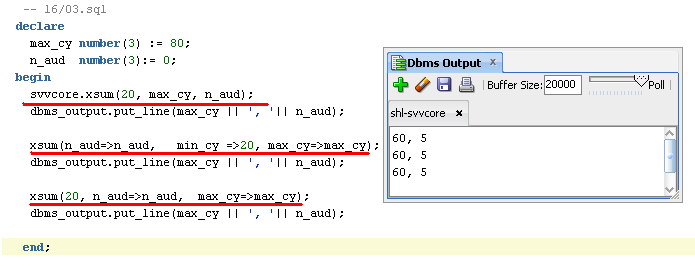 -- 16/03.sql
declare
max_cy number(3) := 80;
n_aud number(3):= 0;
begin
svvcore.xsum(20, max_cy, n_aud);
dbms_output.put_line(max_cy || ', '|| n_aud);
xsum(n_aud=>n_aud, min_cy =>20, max_cy=>max_cy);
dbms_output.put_line(max_cy || ', '|| n_aud);
xsum(20, n_aud=>n_aud, max_cy=>max_cy);
dbms_output.put_line(max_cy || ', '|| n_aud);
end;
Dbms Output
Buffer Size: 20000 Poll
shl-svvcore
60, 5
60, 5
60, 5